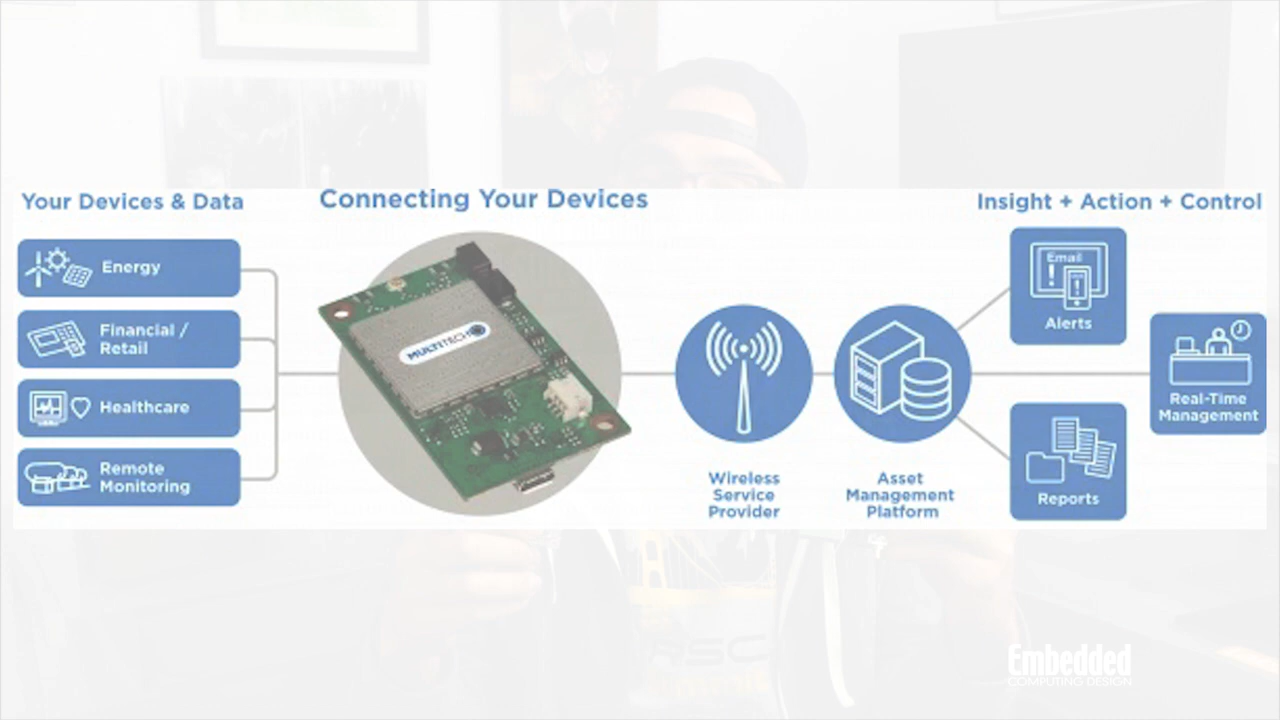 Your Devices & Data
Connecting Your Devices
Insight + Action + Control
Energy
Financial /
Retail
Healthcare
Remote
Monitoring
MULTITECH
Wireless
Service
Provider
Asset
Management
Platform
Email
Alerts
Real-Time
Management
Reports
RSC
Embedded
COMPUTING DESIGN